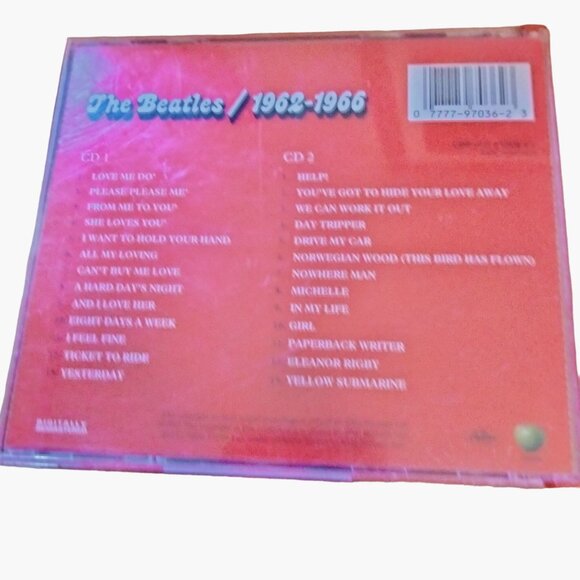 The Beatles / 1962-1966
0 7777-97036-2 3
CD 1
LOVE ME DO*
PLEASE PLEASE ME*
FROM ME TO YOU*
SHE LOVES YOU*
I WANT TO HOLD YOUR HAND
ALL MY LOVING
CAN'T BUY ME LOVE
A HARD DAY'S NIGHT
AND I LOVE HER
EIGHT DAYS A WEEK
I FEEL FINE
TICKET TO RIDE
YESTERDAY
CD 2
HELP!
YOU'VE GOT TO HIDE YOUR LOVE AWAY
WE CAN WORK IT OUT
DAY TRIPPER
DRIVE MY CAR
NORWEGIAN WOOD (THIS BIRD HAS FLOWN)
NOWHERE MAN
MICHELLE
IN MY LIFE
GIRL
PAPERBACK WRITER
ELEANOR RIGBY
YELLOW SUBMARINE
DIGITALLY